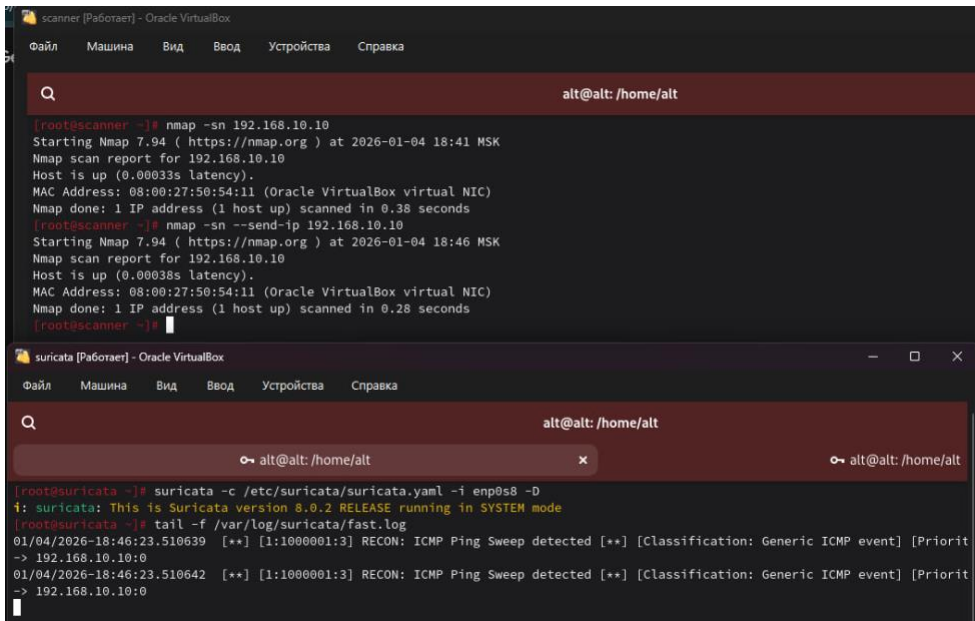 scanner [Работает] - Oracle VirtualBox
Файл Машина Вид Ввод Устройства Справка
alt@alt: /home/alt
[root@scanner ~]# nmap -sn 192.168.10.10
Starting Nmap 7.94 ( https://nmap.org ) at 2026-01-04 18:41 MSK
Nmap scan report for 192.168.10.10
Host is up (0.00033s latency).
MAC Address: 08:00:27:50:54:11 (Oracle VirtualBox virtual NIC)
Nmap done: 1 IP address (1 host up) scanned in 0.38 seconds
[root@scanner ~]# nmap -sn --send-ip 192.168.10.10
Starting Nmap 7.94 ( https://nmap.org ) at 2026-01-04 18:46 MSK
Nmap scan report for 192.168.10.10
Host is up (0.00038s latency).
MAC Address: 08:00:27:50:54:11 (Oracle VirtualBox virtual NIC)
Nmap done: 1 IP address (1 host up) scanned in 0.28 seconds
[root@scanner ~]#
suricata [Работает] - Oracle VirtualBox
Файл Машина Вид Ввод Устройства Справка
alt@alt: /home/alt
alt@alt: /home/alt alt@alt: /home/alt
[root@suricata ~]# suricata -c /etc/suricata/suricata.yaml -i enp0s8 -D
i: suricata: This is Suricata version 8.0.2 RELEASE running in SYSTEM mode
[root@suricata ~]# tail -f /var/log/suricata/fast.log
01/04/2026-18:46:23.510639 [**] [1:1000001:3] RECON: ICMP Ping Sweep detected [**] [Classification: Generic ICMP event] [Priorit
-> 192.168.10.10:0
01/04/2026-18:46:23.510642 [**] [1:1000001:3] RECON: ICMP Ping Sweep detected [**] [Classification: Generic ICMP event] [Priorit
-> 192.168.10.10:0